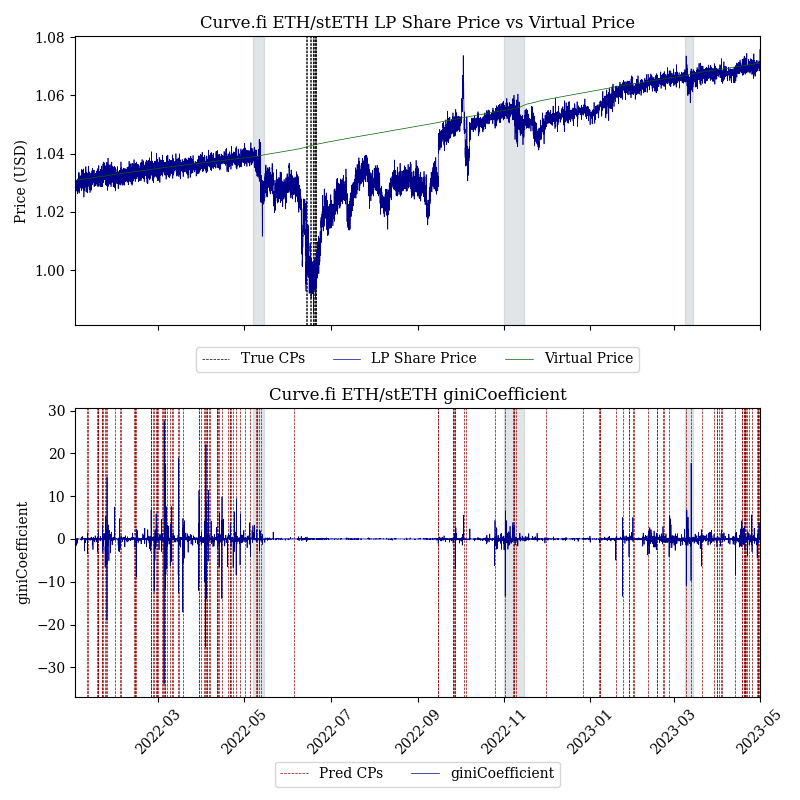 Curve.fi ETH/stETH LP Share Price vs Virtual Price
1.08
1.06
1.04
1.02
1.00
Price (USD)
True CPs LP Share Price Virtual Price
Curve.fi ETH/stETH giniCoefficient
30
20
10
0
−10
−20
−30
giniCoefficient
2022-03 2022-05 2022-07 2022-09 2022-11 2023-01 2023-03 2023-05
Pred CPs giniCoefficient